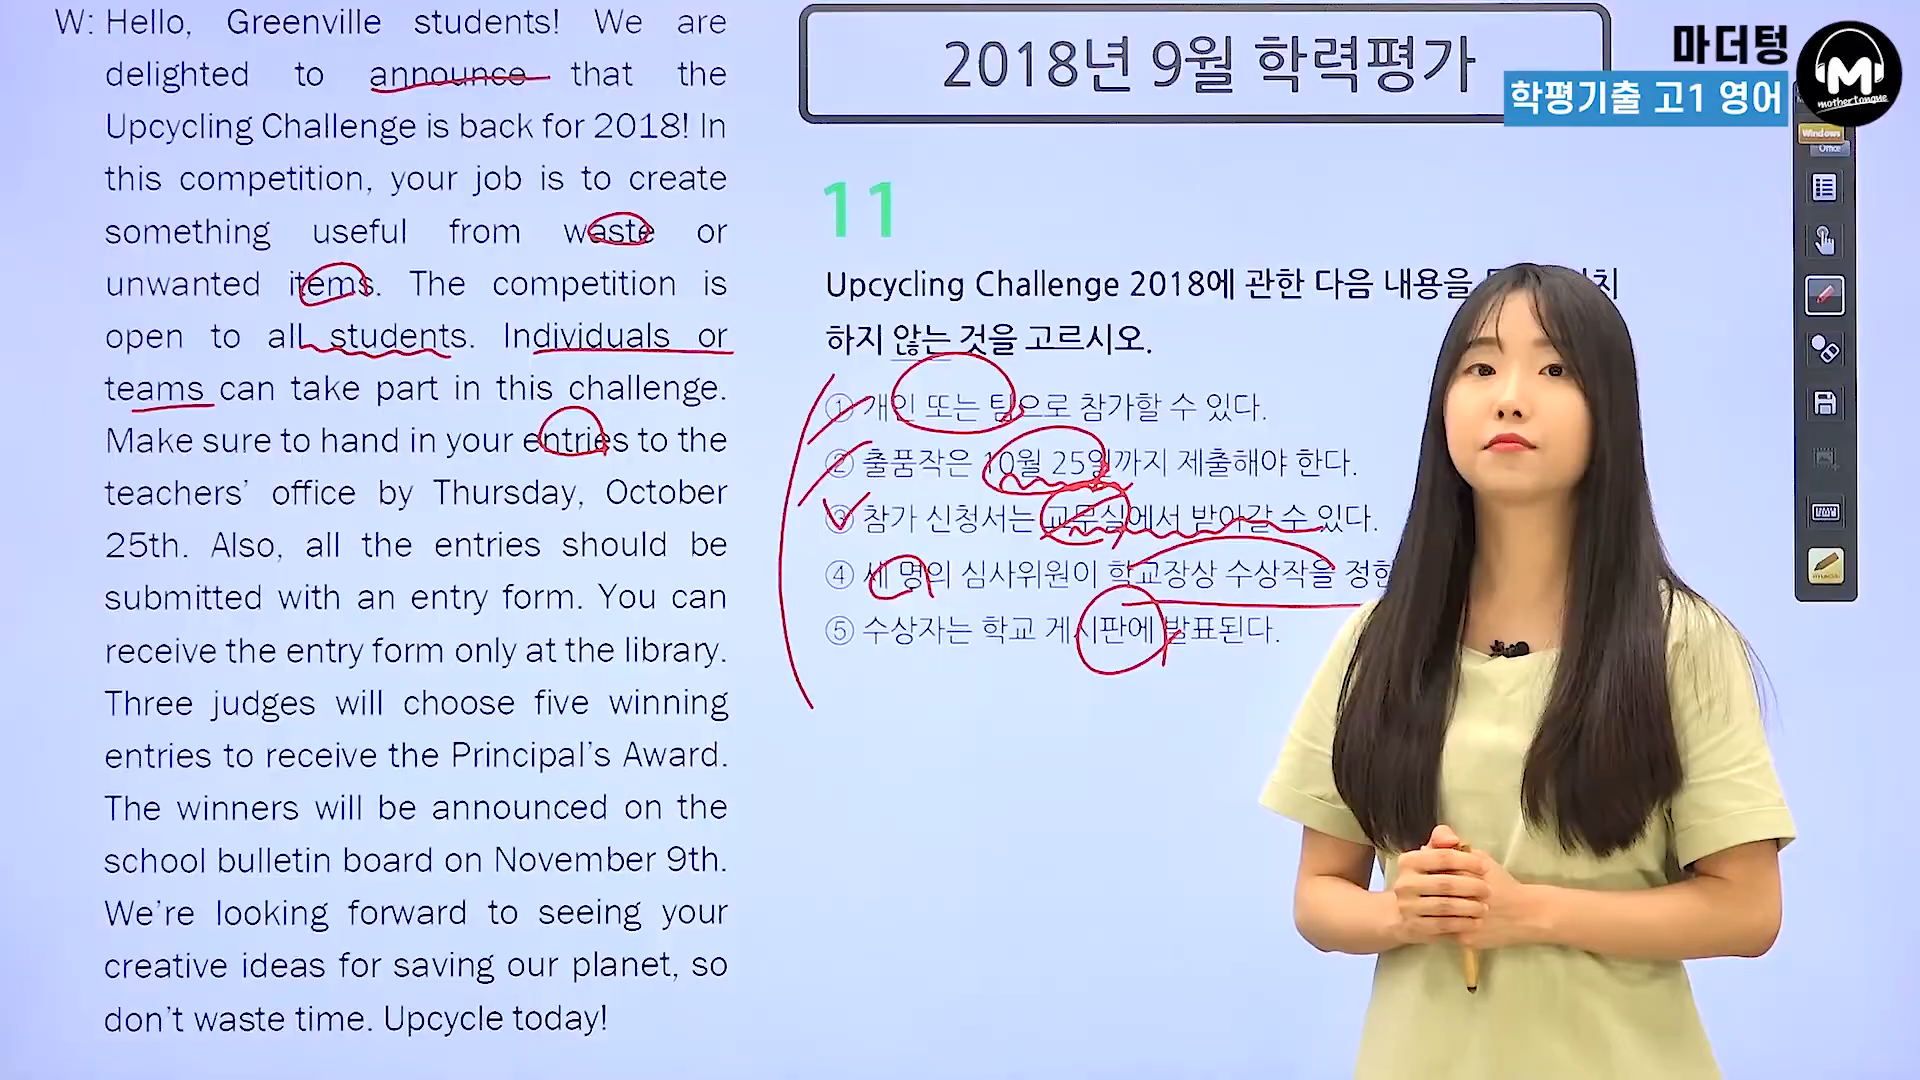 W: Hello, Greenville students! We are
delighted to announce that the
Upcycling Challenge is back for 2018! In
this competition, your job is to create
something useful from waste or
unwanted items. The competition is
open to all students. Individuals or
teams can take part in this challenge.
Make sure to hand in your entries to the
teachers' office by Thursday, October
25th. Also, all the entries should be
submitted with an entry form. You can
receive the entry form only at the library.
Three judges will choose five winning
entries to receive the Principal's Award.
The winners will be announced on the
school bulletin board on November 9th.
We're looking forward to seeing your
creative ideas for saving our planet, so
don't waste time. Upcycle today!
2018년 9월 학력평가
마더텅
학평기출 고1 영어
M
mothertongue
Windows
Office
11
Upcycling Challenge 2018에 관한 다음 내용을
하지 않는 것을 고르시오.
① 개인 또는 팀으로 참가할 수 있다.
② 출품작은 10월 25일까지 제출해야 한다.
③ 참가 신청서는 교무실에서 받아갈 수 있다.
④ 세 명의 심사위원이 학교장상 수상작을
⑤ 수상자는 학교 게시판에 발표된다.